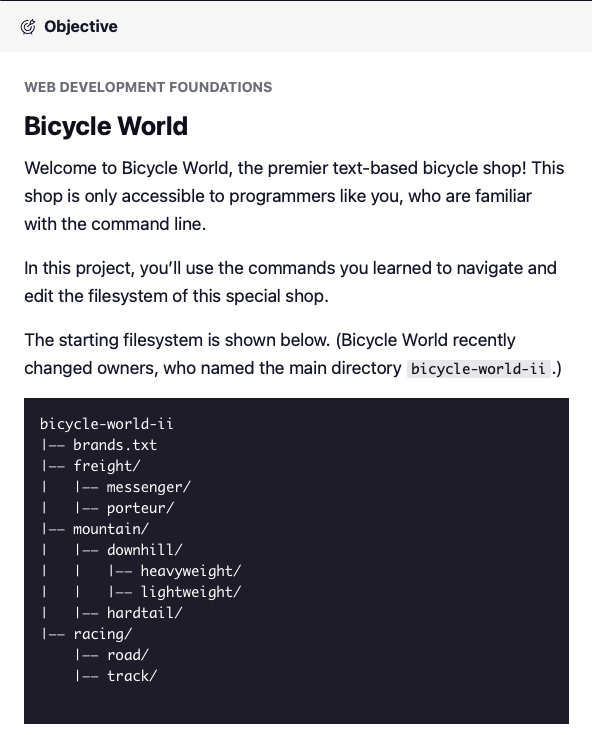 Objective
WEB DEVELOPMENT FOUNDATIONS
Bicycle World
Welcome to Bicycle World, the premier text-based bicycle shop! This
shop is only accessible to programmers like you, who are familiar
with the command line.
In this project, you’ll use the commands you learned to navigate and
edit the filesystem of this special shop.
The starting filesystem is shown below. (Bicycle World recently
changed owners, who named the main directory bicycle-world-ii.)
bicycle-world-ii
|-- brands.txt
|-- freight/
|   |-- messenger/
|   |-- porteur/
|-- mountain/
|   |-- downhill/
|   |   |-- heavyweight/
|   |   |-- lightweight/
|   |-- hardtail/
|-- racing/
    |-- road/
    |-- track/